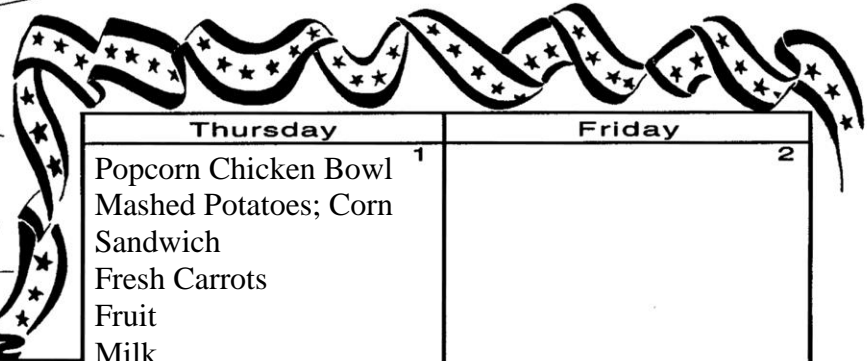 Thursday Friday
1 2
Popcorn Chicken Bowl
Mashed Potatoes; Corn
Sandwich
Fresh Carrots
Fruit
Milk